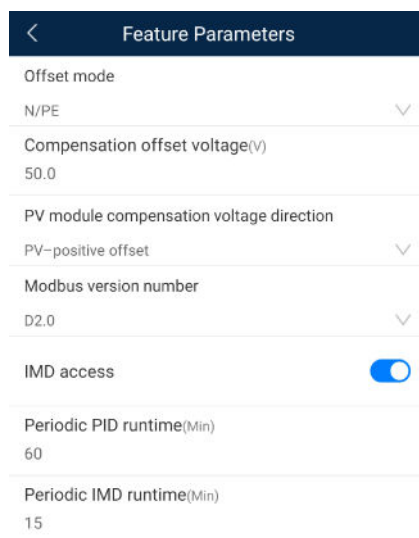 Feature Parameters
Offset mode
N/PE
Compensation offset voltage(V)
50.0
PV module compensation voltage direction
PV-positive offset
Modbus version number
D2.0
IMD access
Periodic PID runtime(Min)
60
Periodic IMD runtime(Min)
15